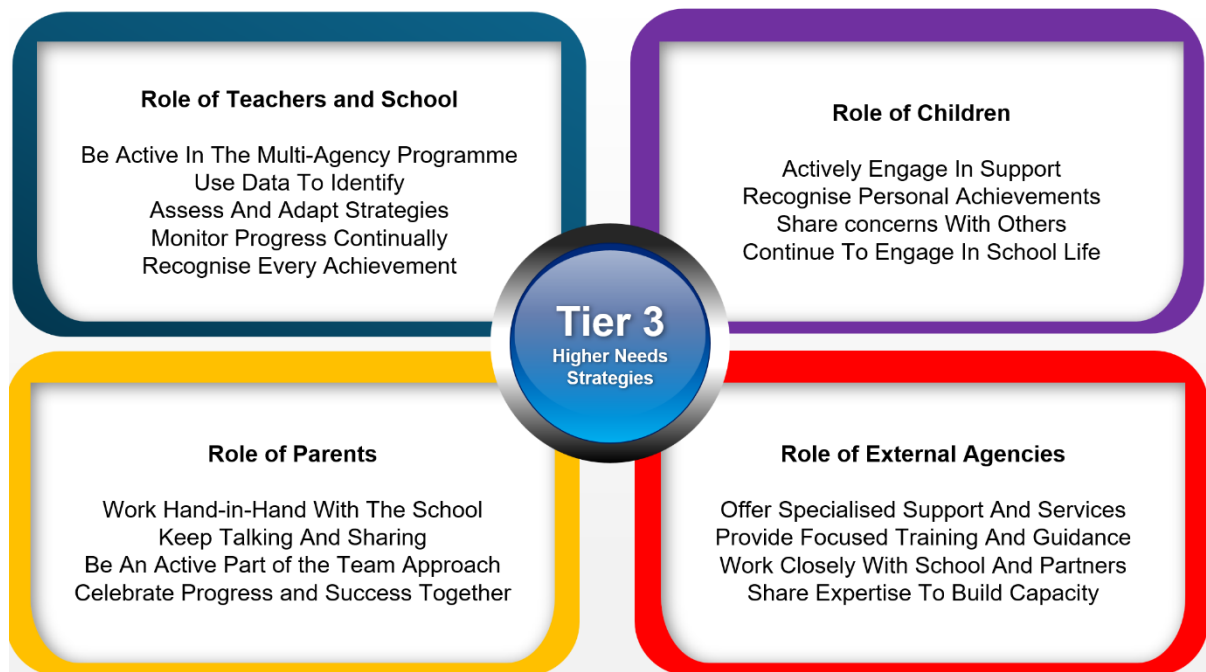 Role of Teachers and School
Be Active In The Multi-Agency Programme
Use Data To Identify
Assess And Adapt Strategies
Monitor Progress Continually
Recognise Every Achievement
Role of Children
Actively Engage In Support
Recognise Personal Achievements
Share concerns With Others
Continue To Engage In School Life
Tier 3
Higher Needs
Strategies
Role of Parents
Work Hand-in-Hand With The School
Keep Talking And Sharing
Be An Active Part of the Team Approach
Celebrate Progress and Success Together
Role of External Agencies
Offer Specialised Support And Services
Provide Focused Training And Guidance
Work Closely With School And Partners
Share Expertise To Build Capacity